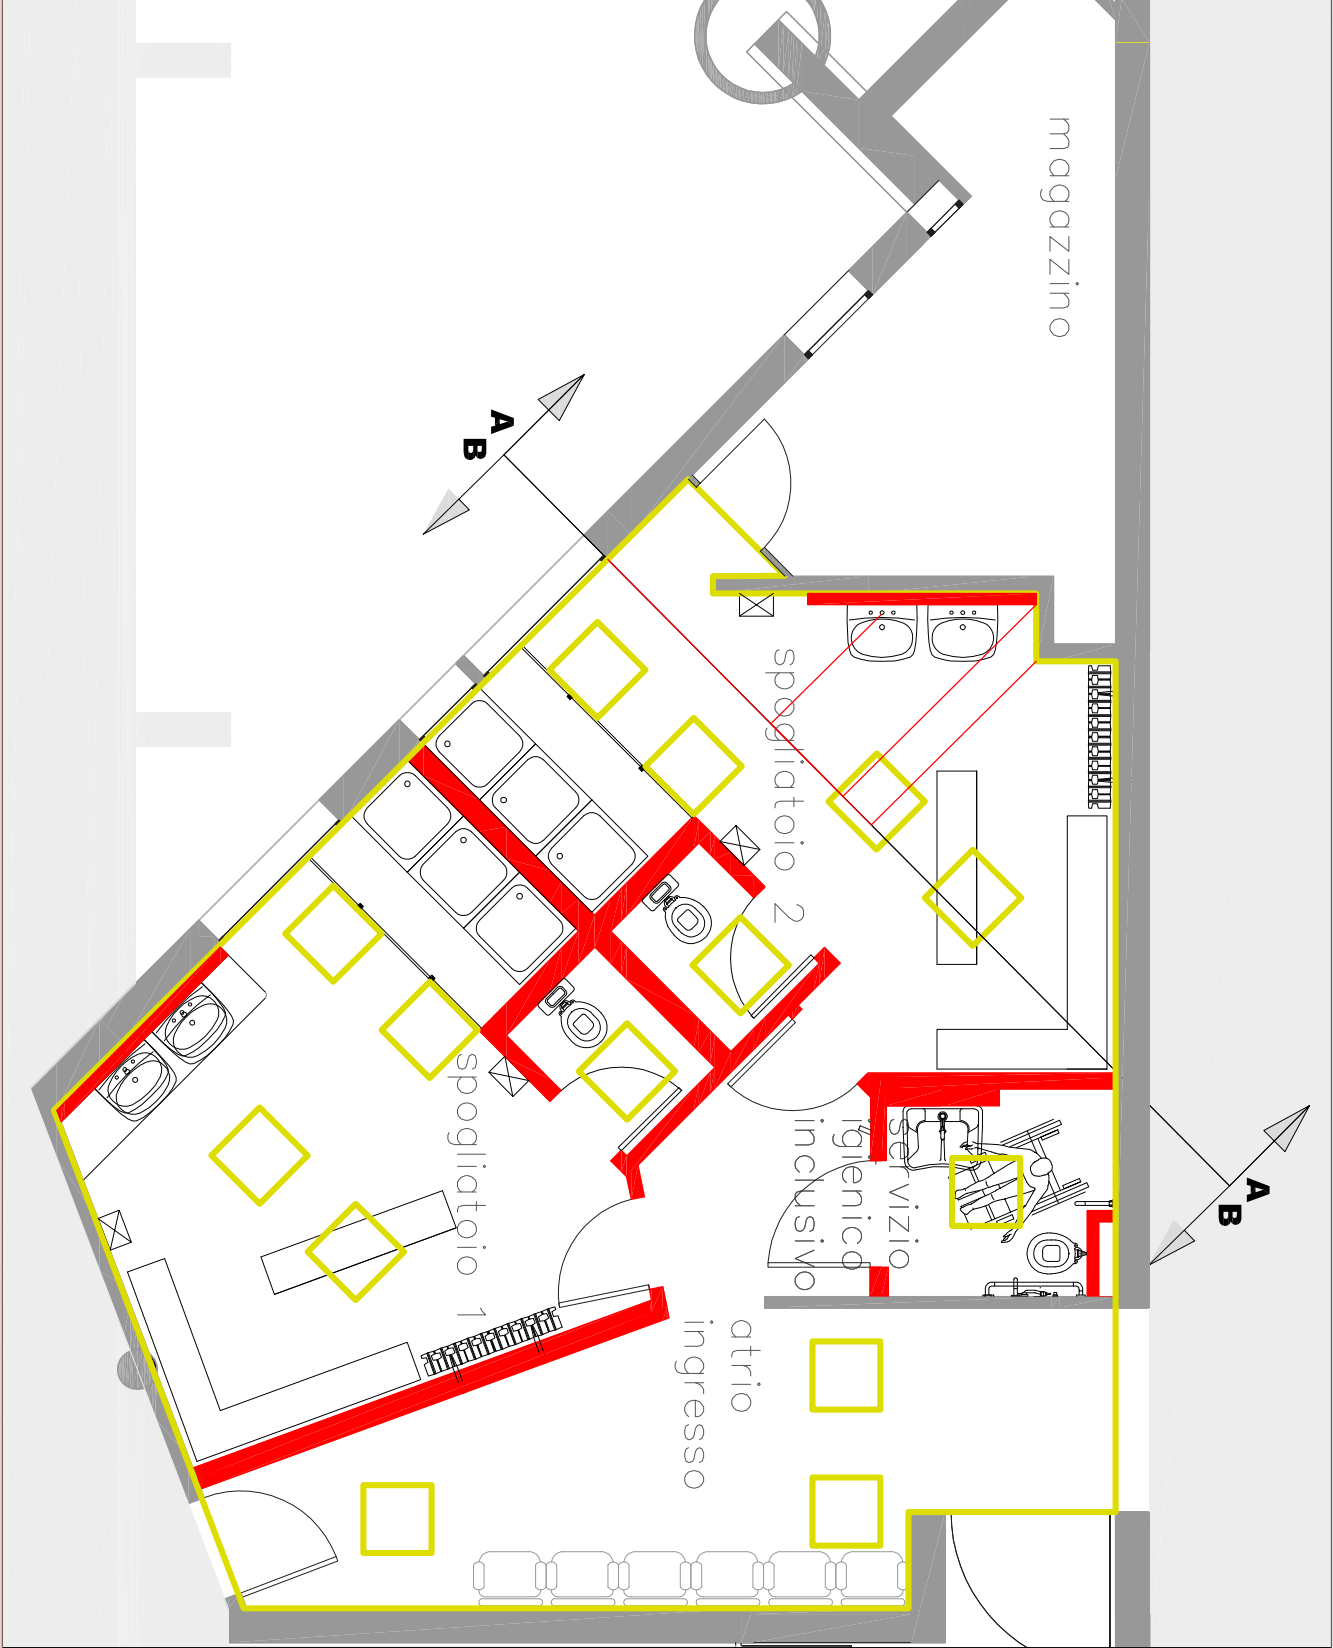 magazzino
A
B
spogliatoio 2
spogliatoio 1
servizio
igienico
inclusivo
A
B
atrio
ingresso